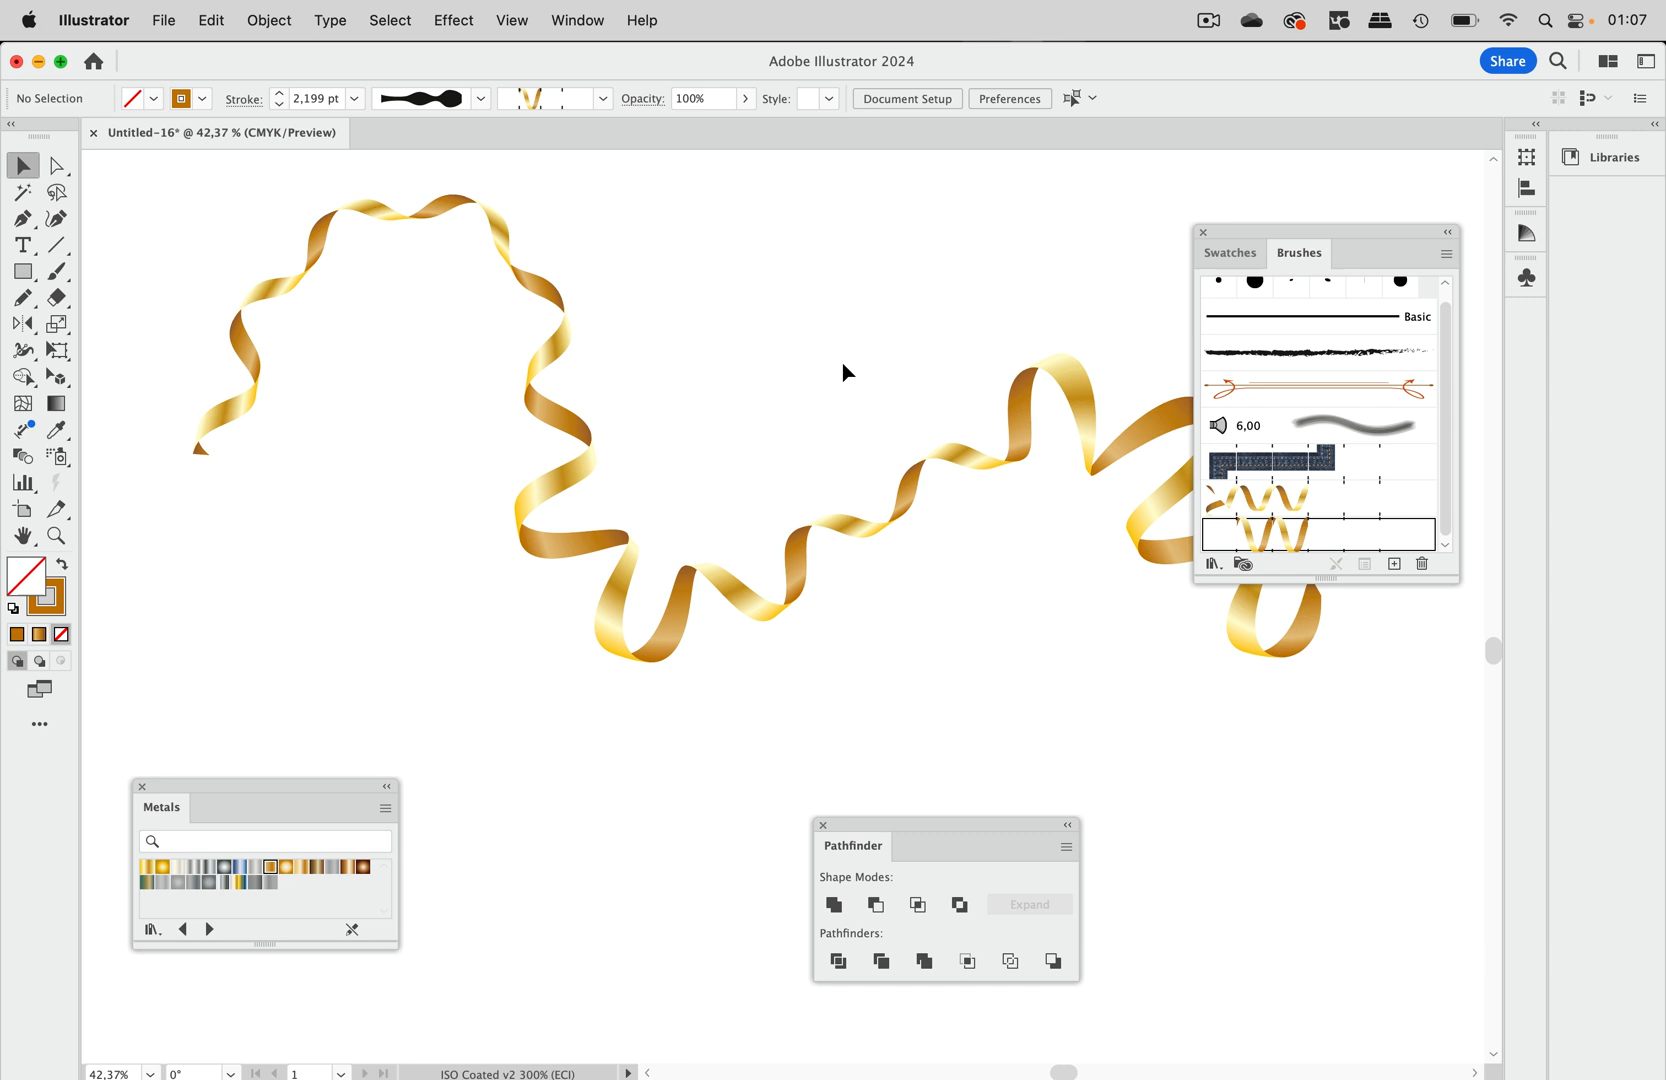 Illustrator File Edit Object Type Select Effect View Window Help 01:07
Adobe Illustrator 2024 Share
No Selection Stroke: 2,199 pt Opacity: 100% Style: Document Setup Preferences
Untitled-16* @ 42,37 % (CMYK/Preview)
Libraries
Swatches Brushes
Basic
6,00
Metals
Pathfinder
Shape Modes:
Expand
Pathfinders:
42,37% 0° 1 ISO Coated v2 300% (ECI)